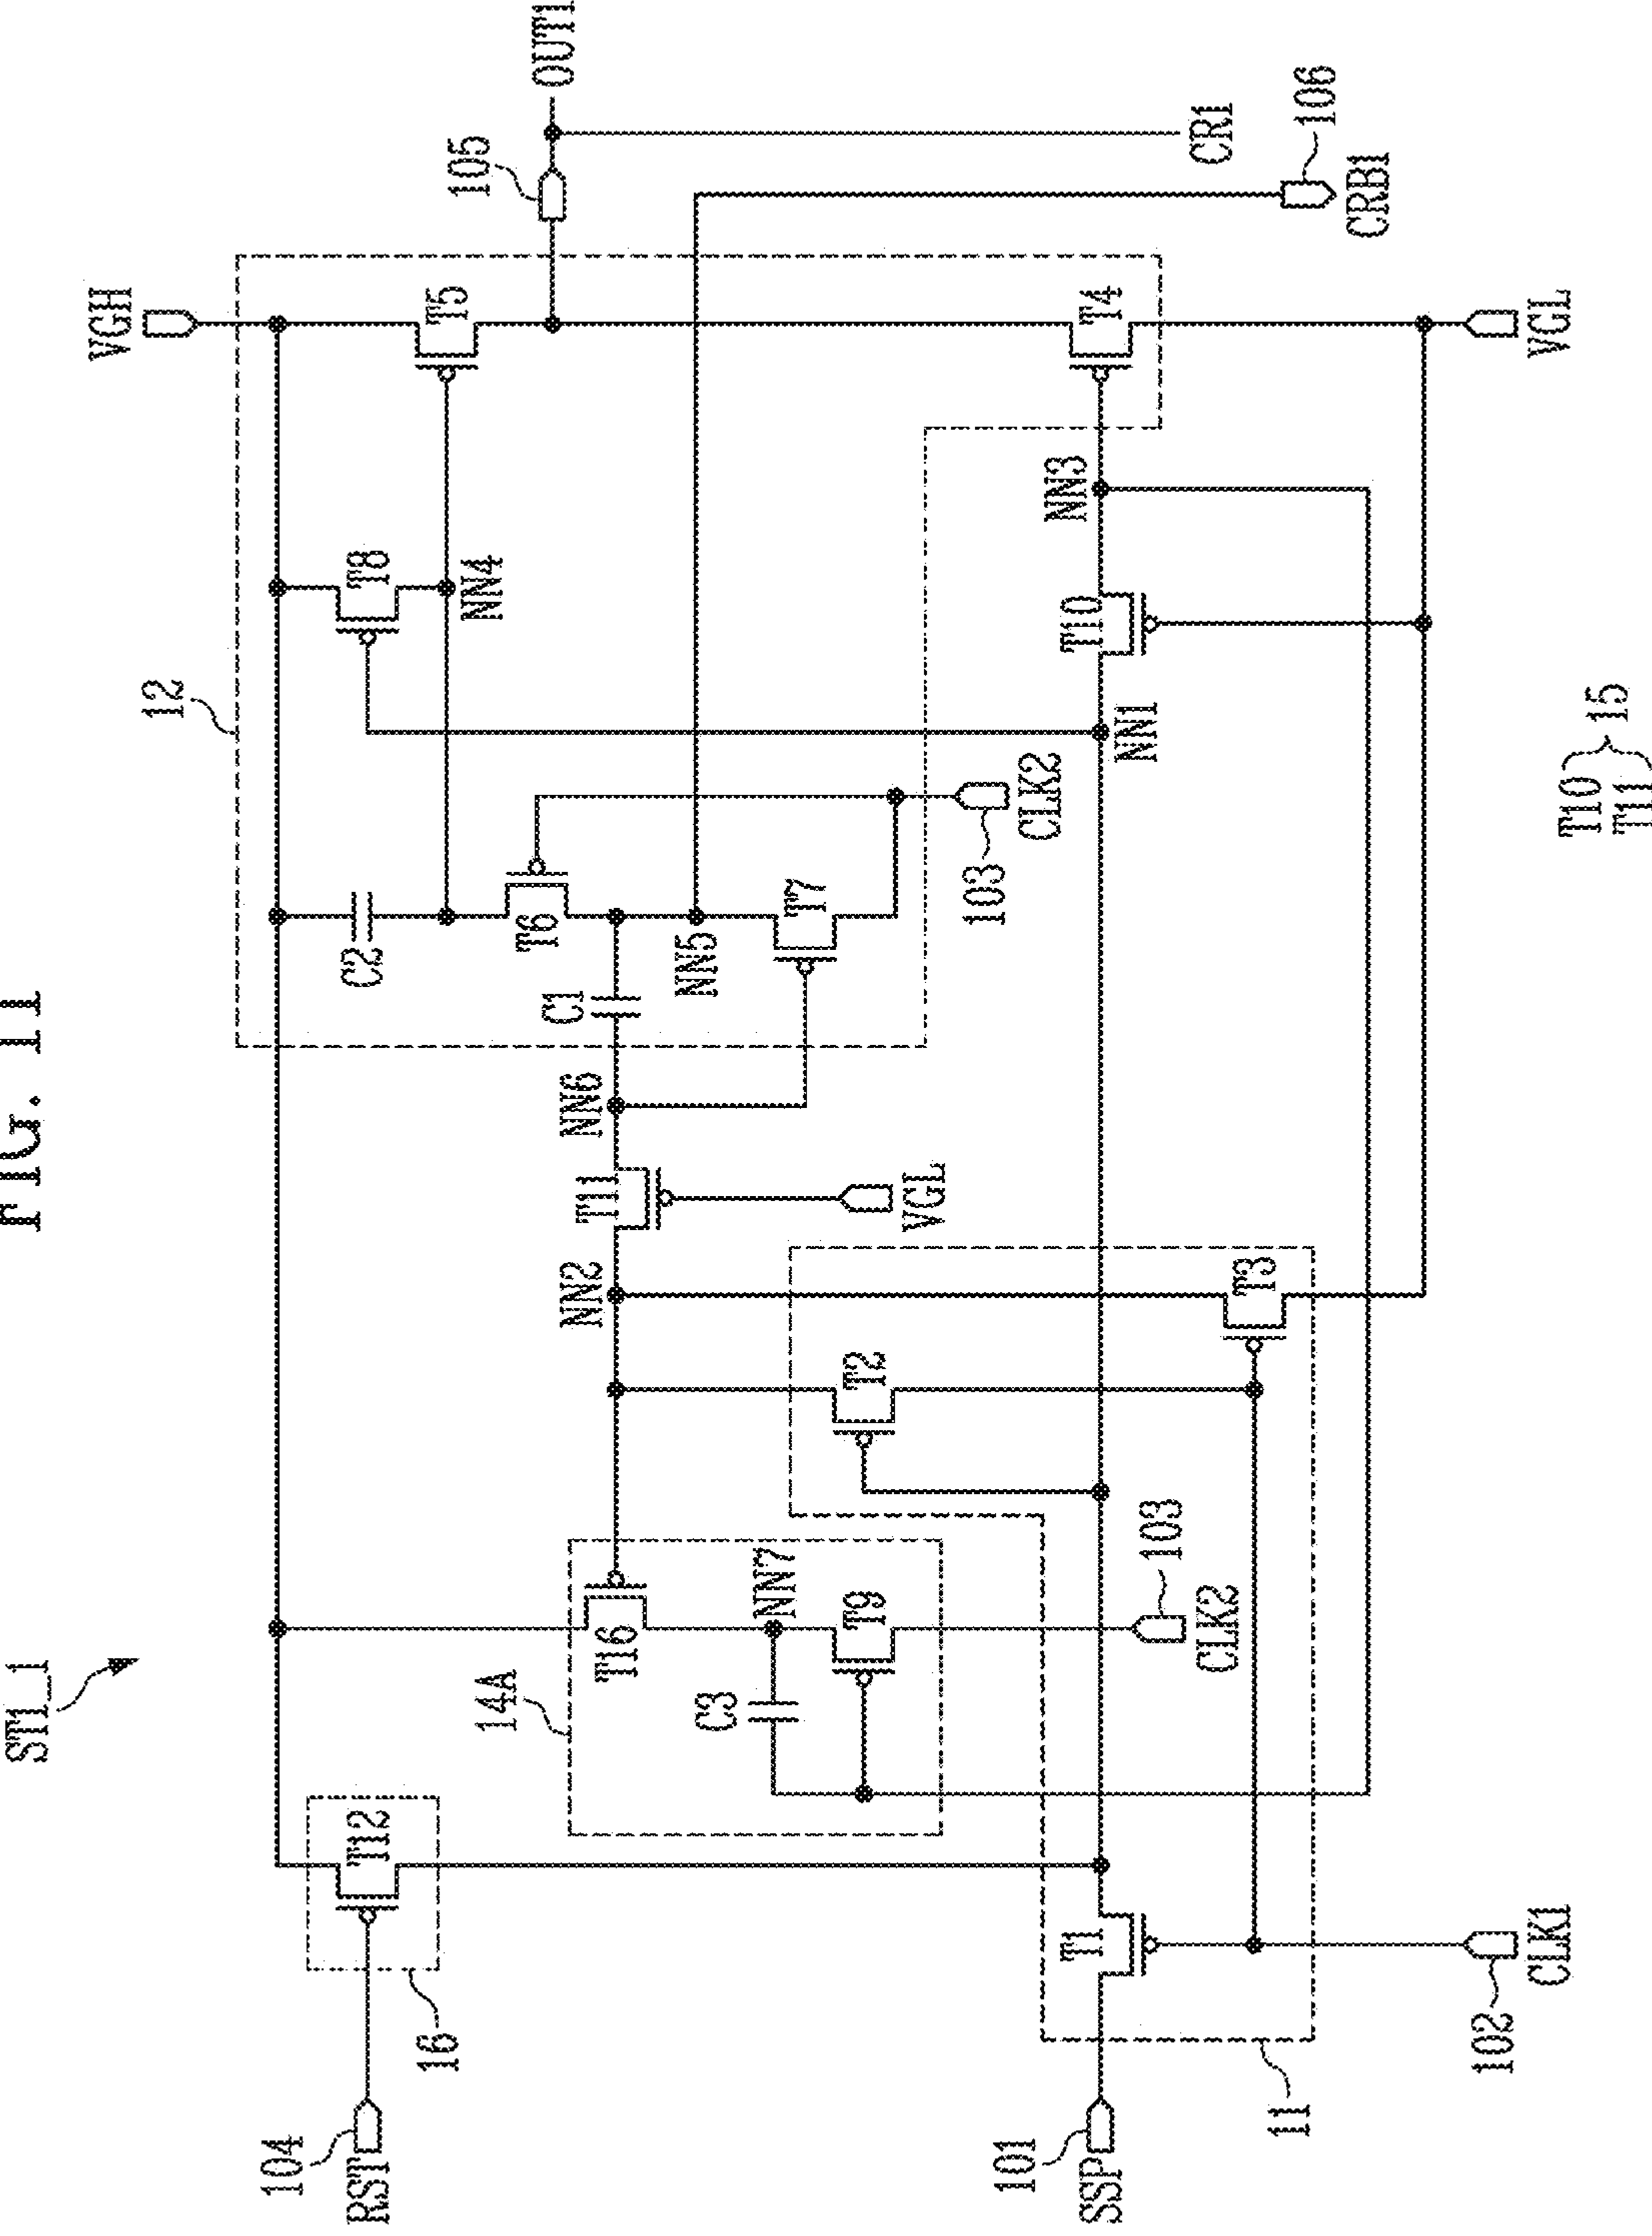 FIG. 11
ST1_1
VGH
12
T5
105
OUT1
T8
NN4
C2
T6
C1
NN5
T7
103
CLK2
CR1
106
CRB1
T4
VGL
NN3
T10
NN1
NN6
T11
VGL
NN2
T2
T3
T16
14A
NN7
C3
T9
103
CLK2
T12
16
104
RST
T1
101
SSP
11
102
CLK1
T10
T11
15